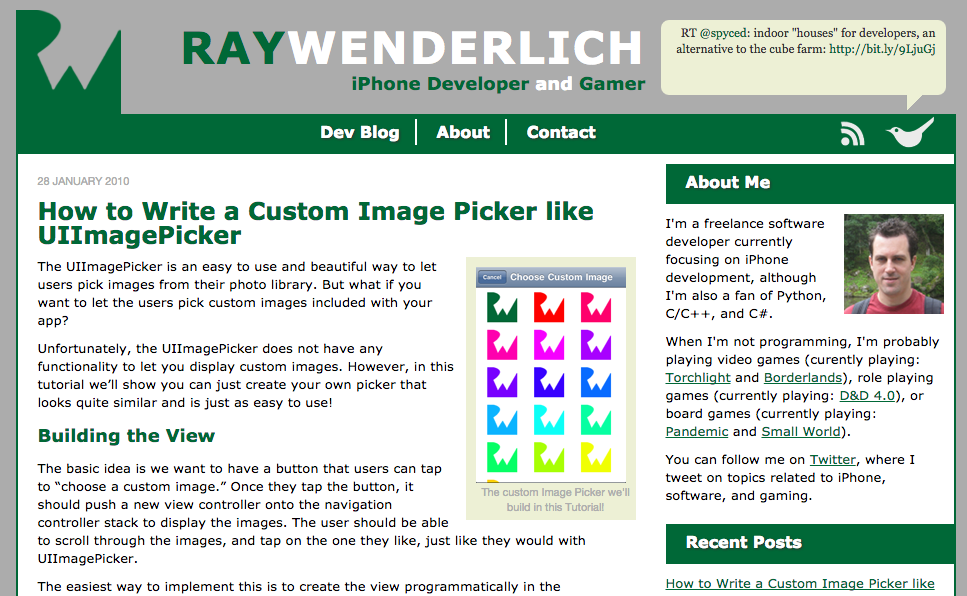 RAYWENDERLICH
iPhone Developer and Gamer
RT @spyced: indoor "houses" for developers, an
alternative to the cube farm: http://bit.ly/9LjuGj
Dev Blog
About
Contact
28 JANUARY 2010
How to Write a Custom Image Picker like
UIImagePicker
The UIImagePicker is an easy to use and beautiful way to let
users pick images from their photo library. But what if you
want to let the users pick custom images included with your
app?
Unfortunately, the UIImagePicker does not have any
functionality to let you display custom images. However, in this
tutorial we’ll show you can just create your own picker that
looks quite similar and is just as easy to use!
Cancel
Choose Custom Image
The custom Image Picker we'll
build in this Tutorial!
Building the View
The basic idea is we want to have a button that users can tap
to “choose a custom image.” Once they tap the button, it
should push a new view controller onto the navigation
controller stack to display the images. The user should be able
to scroll through the images, and tap on the one they like, just like they would with
UIImagePicker.
The easiest way to implement this is to create the view programmatically in the
About Me
I'm a freelance software
developer currently
focusing on iPhone
development, although
I'm also a fan of Python,
C/C++, and C#.
When I'm not programming, I'm probably
playing video games (curently playing:
Torchlight and Borderlands), role playing
games (currently playing: D&D 4.0), or
board games (currently playing:
Pandemic and Small World).
You can follow me on Twitter, where I
tweet on topics related to iPhone,
software, and gaming.
Recent Posts
How to Write a Custom Image Picker like